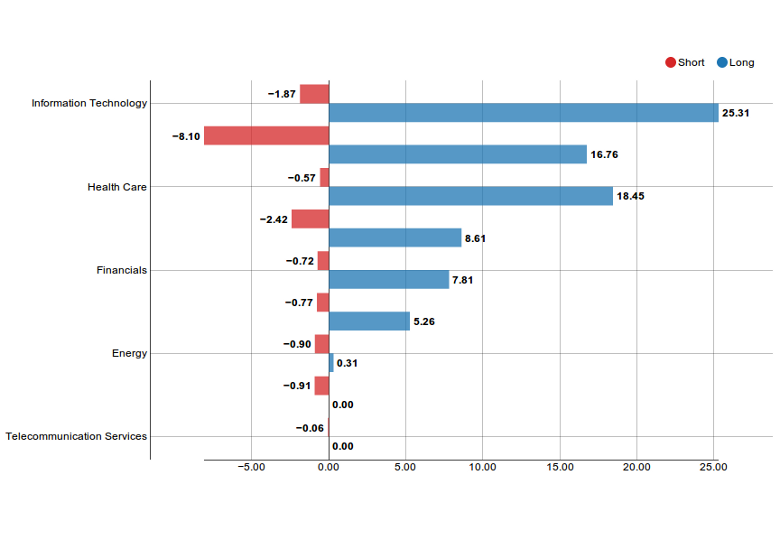 Short Long
−1.87
Information Technology
25.31
−8.10
16.76
−0.57
Health Care
18.45
−2.42
8.61
−0.72
Financials
7.81
−0.77
5.26
−0.90
Energy
0.31
−0.91
0.00
−0.06
Telecommunication Services
0.00
−5.00 0.00 5.00 10.00 15.00 20.00 25.00